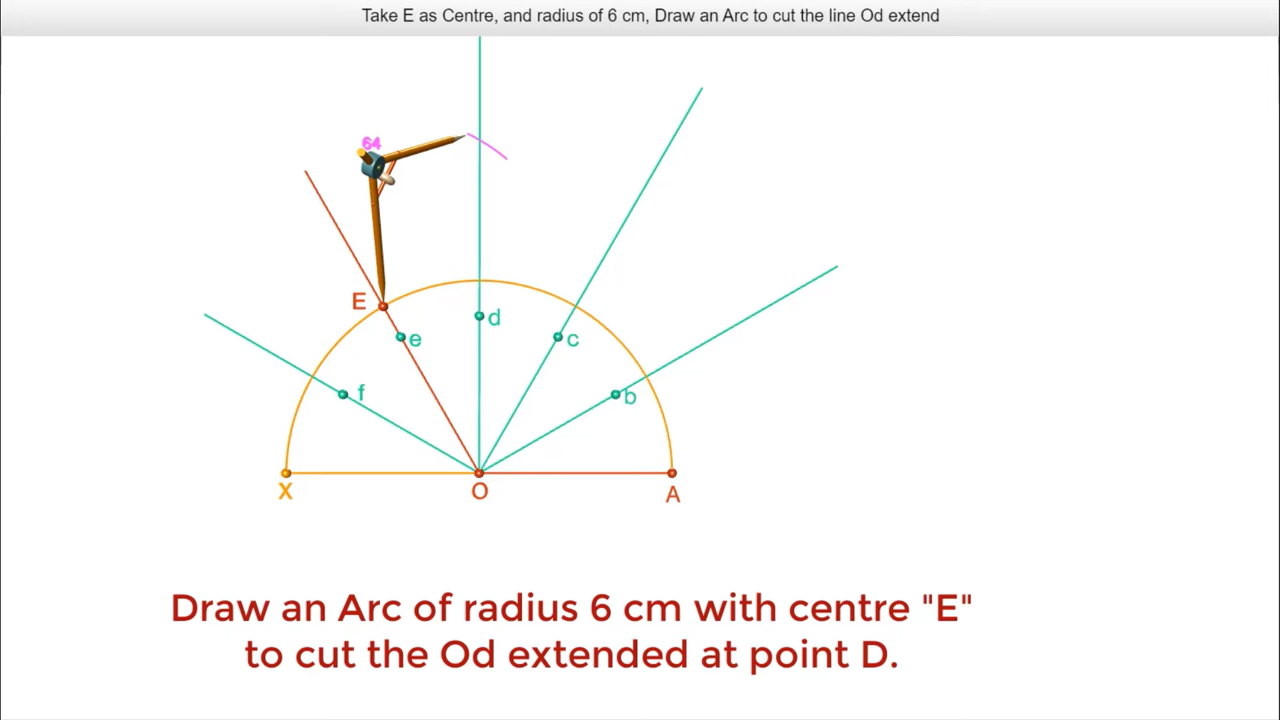 Take E as Centre, and radius of 6 cm, Draw an Arc to cut the line Od extend
64
E
d
e
c
f
b
X
O
A
Draw an Arc of radius 6 cm with centre "E"
to cut the Od extended at point D.